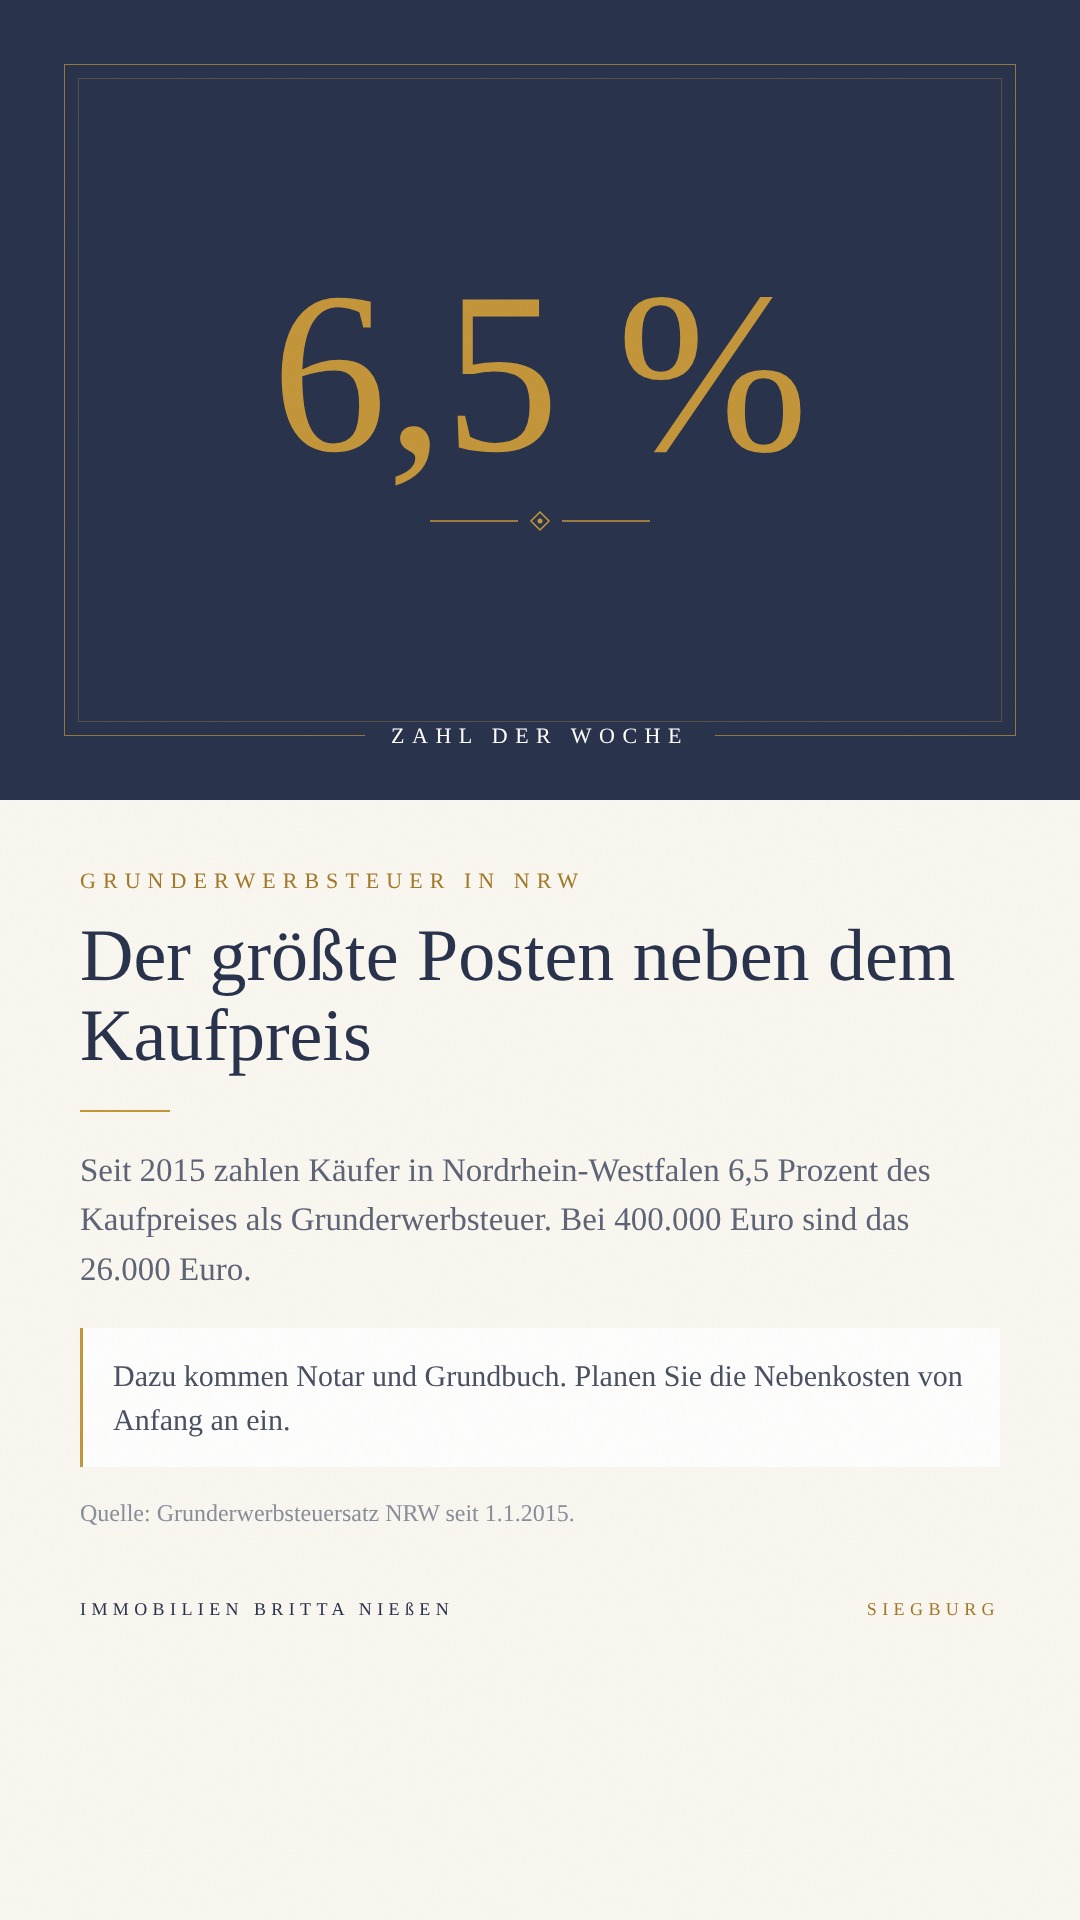 6,5 %
ZAHL DER WOCHE
GRUNDERWERBSTEUER IN NRW
Der größte Posten neben dem
Kaufpreis
Seit 2015 zahlen Käufer in Nordrhein-Westfalen 6,5 Prozent des
Kaufpreises als Grunderwerbsteuer. Bei 400.000 Euro sind das
26.000 Euro.
Dazu kommen Notar und Grundbuch. Planen Sie die Nebenkosten von
Anfang an ein.
Quelle: Grunderwerbsteuersatz NRW seit 1.1.2015.
IMMOBILIEN BRITTA NIEßEN
SIEGBURG